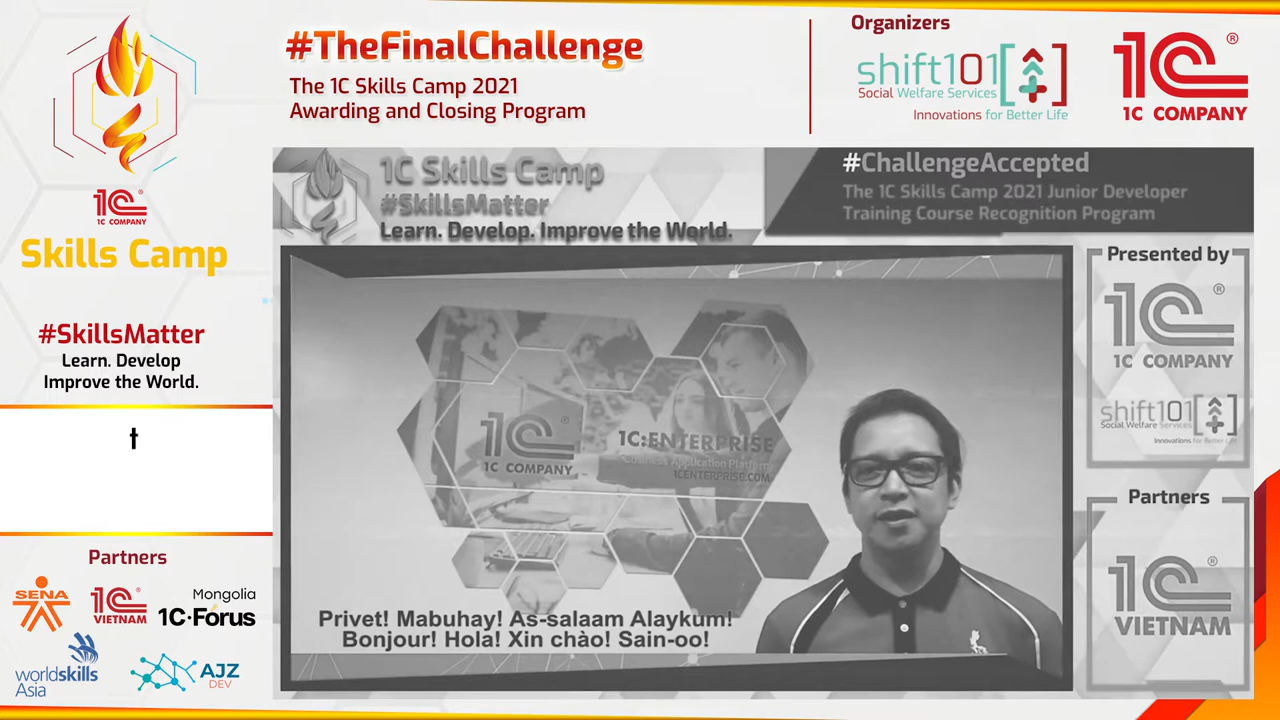 #TheFinalChallenge
The 1C Skills Camp 2021
Awarding and Closing Program
Organizers
shift101
Social Welfare Services
Innovations for Better Life
1C ®
1C COMPANY
1C ®
1C COMPANY
Skills Camp
#SkillsMatter
Learn. Develop
Improve the World.
t
Partners
SENA
1C ®
VIETNAM
Mongolia
1C·Fórus
worldskills
Asia
AJZ
DEV
1C Skills Camp
#SkillsMatter
Learn. Develop. Improve the World.
#ChallengeAccepted
The 1C Skills Camp 2021 Junior Developer
Training Course Recognition Program
1C ®
1C COMPANY
1C:ENTERPRISE
Business Application Platform
1CENTERPRISE.COM
Privet! Mabuhay! As-salaam Alaykum!
Bonjour! Hola! Xin chào! Sain-oo!
Presented by
1C ®
1C COMPANY
shift101
Social Welfare Services
Innovations for Better Life
Partners
1C ®
VIETNAM